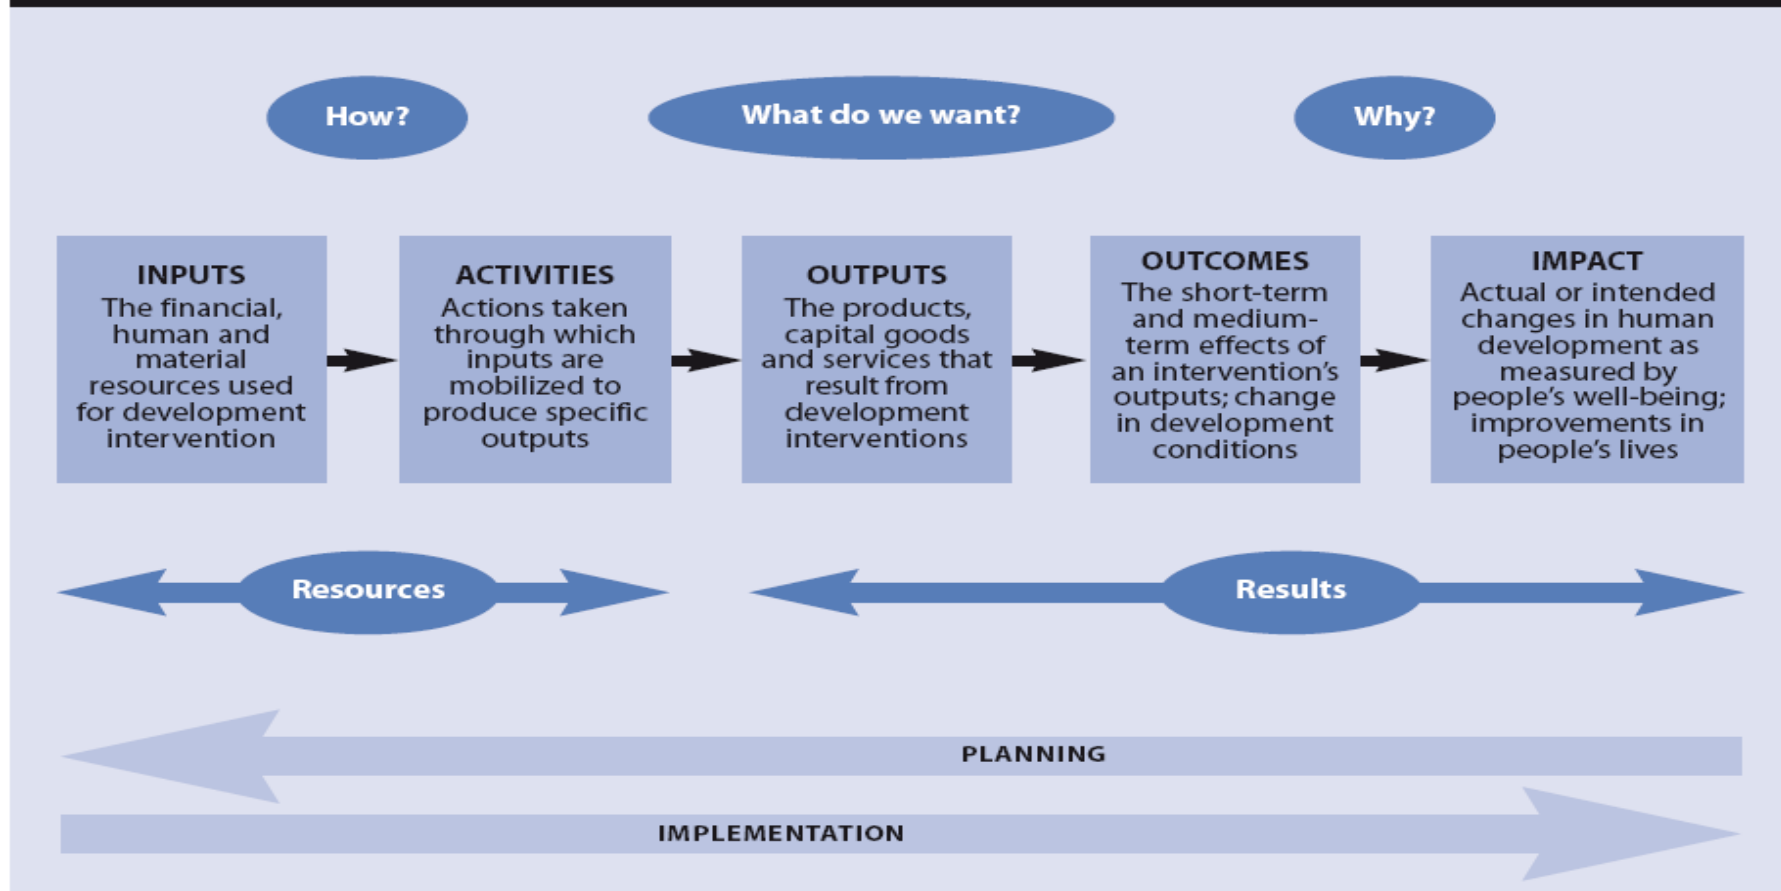 How?
What do we want?
Why?
INPUTS
The financial,
human and
material
resources used
for development
intervention
ACTIVITIES
Actions taken
through which
inputs are
mobilized to
produce specific
outputs
OUTPUTS
The products,
capital goods
and services that
result from
development
interventions
OUTCOMES
The short-term
and medium-
term effects of
an intervention’s
outputs; change
in development
conditions
IMPACT
Actual or intended
changes in human
development as
measured by
people’s well-being;
improvements in
people’s lives
Resources
Results
PLANNING
IMPLEMENTATION